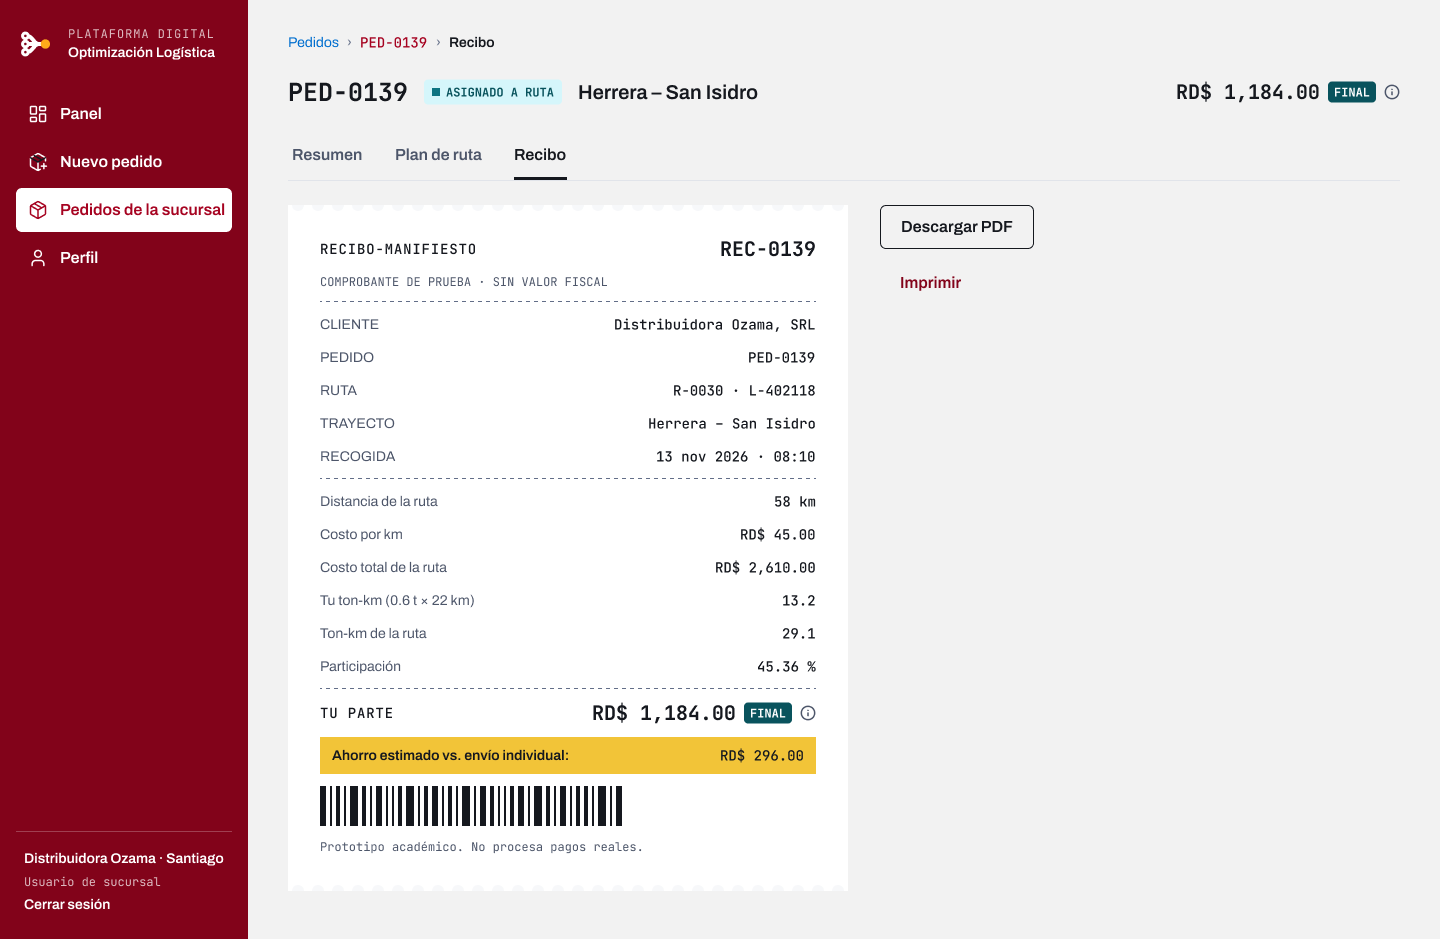 PLATAFORMA DIGITAL
Optimización Logística
Panel
Nuevo pedido
Pedidos de la sucursal
Perfil
Distribuidora Ozama · Santiago
Usuario de sucursal
Cerrar sesión
Pedidos › PED-0139 › Recibo
PED-0139 ASIGNADO A RUTA Herrera – San Isidro RD$ 1,184.00 FINAL
Resumen Plan de ruta Recibo
RECIBO-MANIFIESTO REC-0139
COMPROBANTE DE PRUEBA · SIN VALOR FISCAL
CLIENTE Distribuidora Ozama, SRL
PEDIDO PED-0139
RUTA R-0030 · L-402118
TRAYECTO Herrera – San Isidro
RECOGIDA 13 nov 2026 · 08:10
Distancia de la ruta 58 km
Costo por km RD$ 45.00
Costo total de la ruta RD$ 2,610.00
Tu ton-km (0.6 t × 22 km) 13.2
Ton-km de la ruta 29.1
Participación 45.36 %
TU PARTE RD$ 1,184.00 FINAL
Ahorro estimado vs. envío individual: RD$ 296.00
Prototipo académico. No procesa pagos reales.
Descargar PDF
Imprimir